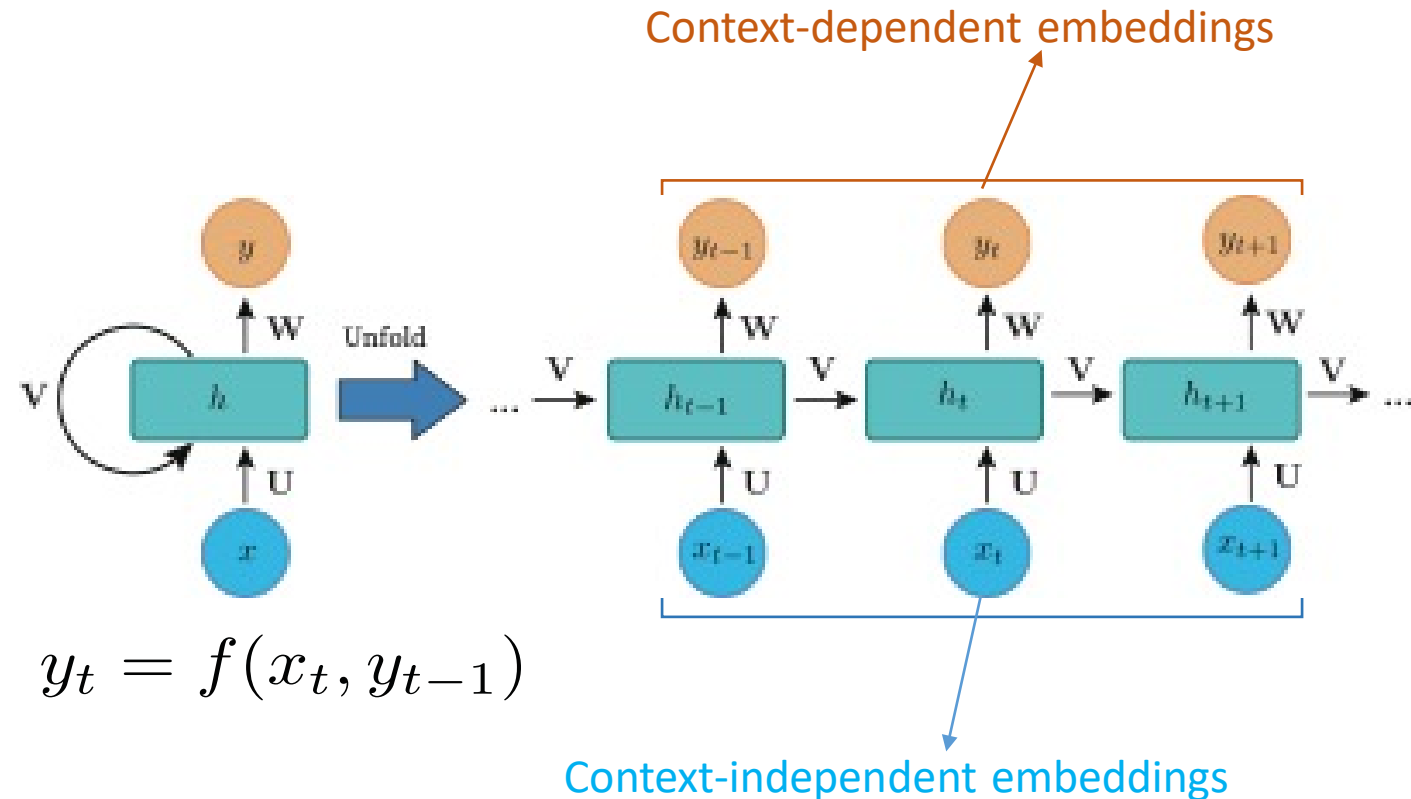 Context-dependent embeddings
y y_{t-1} y_t y_{t+1}
W W W W
Unfold
V V V V V
h ... h_{t-1} h_t h_{t+1} ...
U U U U
x x_{t-1} x_t x_{t+1}
y_t = f(x_t, y_{t-1})
Context-independent embeddings